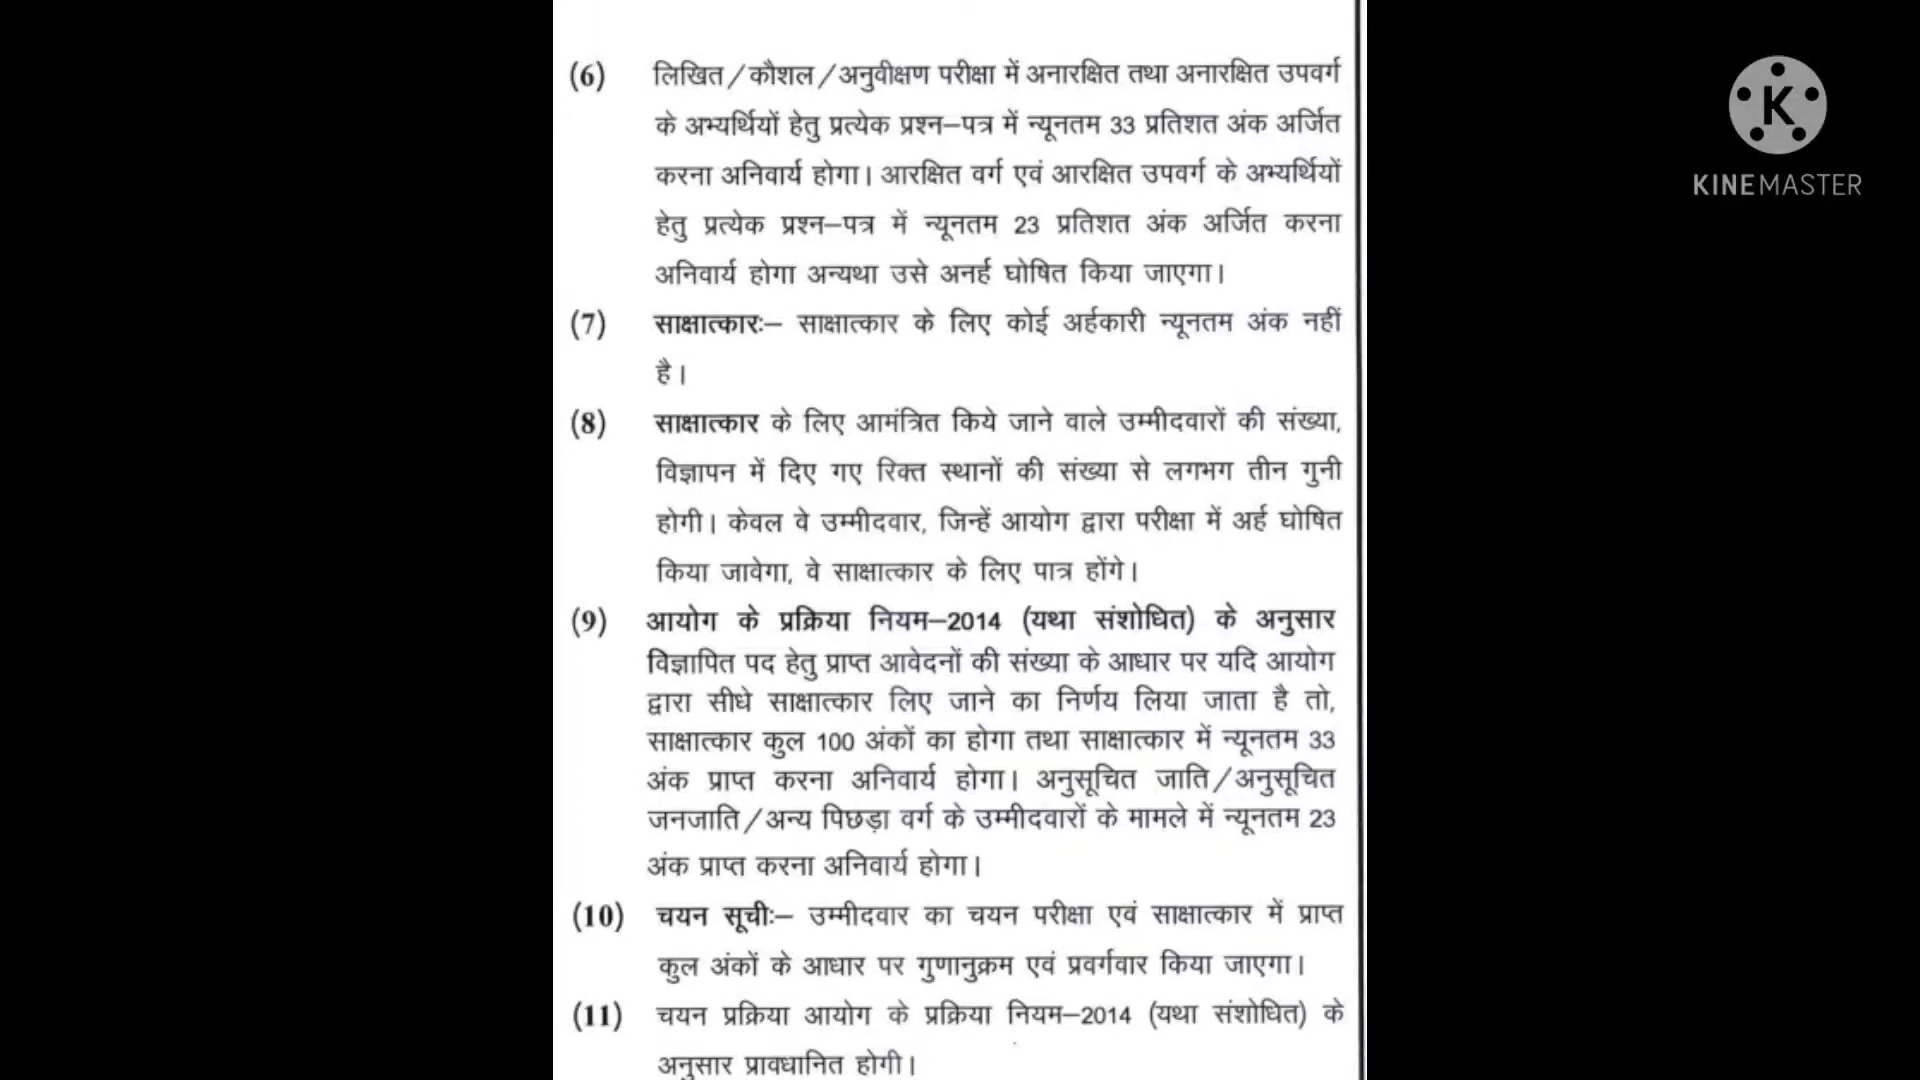 (6) लिखित/कौशल/अनुवीक्षण परीक्षा में अनारक्षित तथा अनारक्षित उपवर्ग
के अभ्यर्थियों हेतु प्रत्येक प्रश्न–पत्र में न्यूनतम 33 प्रतिशत अंक अर्जित
करना अनिवार्य होगा। आरक्षित वर्ग एवं आरक्षित उपवर्ग के अभ्यर्थियों
हेतु प्रत्येक प्रश्न–पत्र में न्यूनतम 23 प्रतिशत अंक अर्जित करना
अनिवार्य होगा अन्यथा उसे अनर्ह घोषित किया जाएगा।
(7) साक्षात्कारः– साक्षात्कार के लिए कोई अर्हकारी न्यूनतम अंक नहीं
है।
(8) साक्षात्कार के लिए आमंत्रित किये जाने वाले उम्मीदवारों की संख्या,
विज्ञापन में दिए गए रिक्त स्थानों की संख्या से लगभग तीन गुनी
होगी। केवल वे उम्मीदवार, जिन्हें आयोग द्वारा परीक्षा में अर्ह घोषित
किया जावेगा, वे साक्षात्कार के लिए पात्र होंगे।
(9) आयोग के प्रक्रिया नियम–2014 (यथा संशोधित) के अनुसार
विज्ञापित पद हेतु प्राप्त आवेदनों की संख्या के आधार पर यदि आयोग
द्वारा सीधे साक्षात्कार लिए जाने का निर्णय लिया जाता है तो,
साक्षात्कार कुल 100 अंकों का होगा तथा साक्षात्कार में न्यूनतम 33
अंक प्राप्त करना अनिवार्य होगा। अनुसूचित जाति/अनुसूचित
जनजाति/अन्य पिछड़ा वर्ग के उम्मीदवारों के मामले में न्यूनतम 23
अंक प्राप्त करना अनिवार्य होगा।
(10) चयन सूचीः– उम्मीदवार का चयन परीक्षा एवं साक्षात्कार में प्राप्त
कुल अंकों के आधार पर गुणानुक्रम एवं प्रवर्गवार किया जाएगा।
(11) चयन प्रक्रिया आयोग के प्रक्रिया नियम–2014 (यथा संशोधित) के
अनुसार प्रावधानित होगी।
K
KINEMASTER